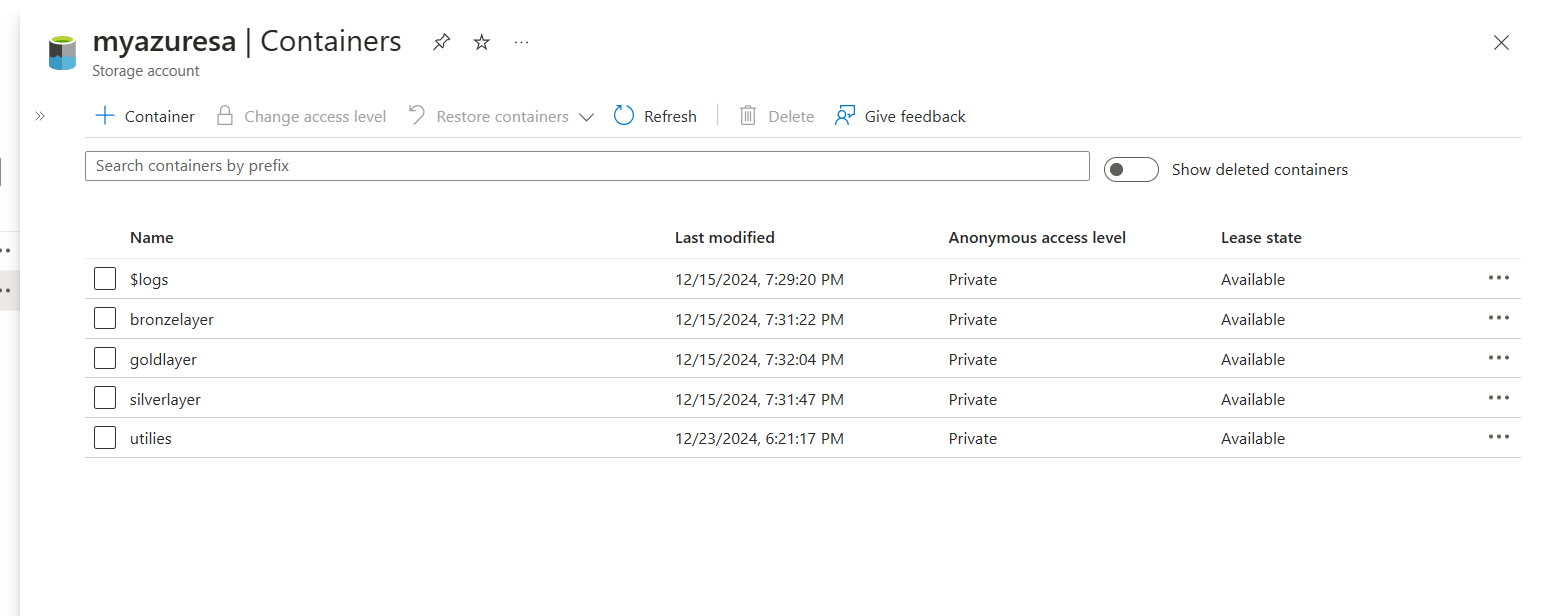 myazuresa | Containers
Storage account
Container Change access level Restore containers Refresh Delete Give feedback
Search containers by prefix Show deleted containers
Name Last modified Anonymous access level Lease state
$logs 12/15/2024, 7:29:20 PM Private Available
bronzelayer 12/15/2024, 7:31:22 PM Private Available
goldlayer 12/15/2024, 7:32:04 PM Private Available
silverlayer 12/15/2024, 7:31:47 PM Private Available
utilies 12/23/2024, 6:21:17 PM Private Available